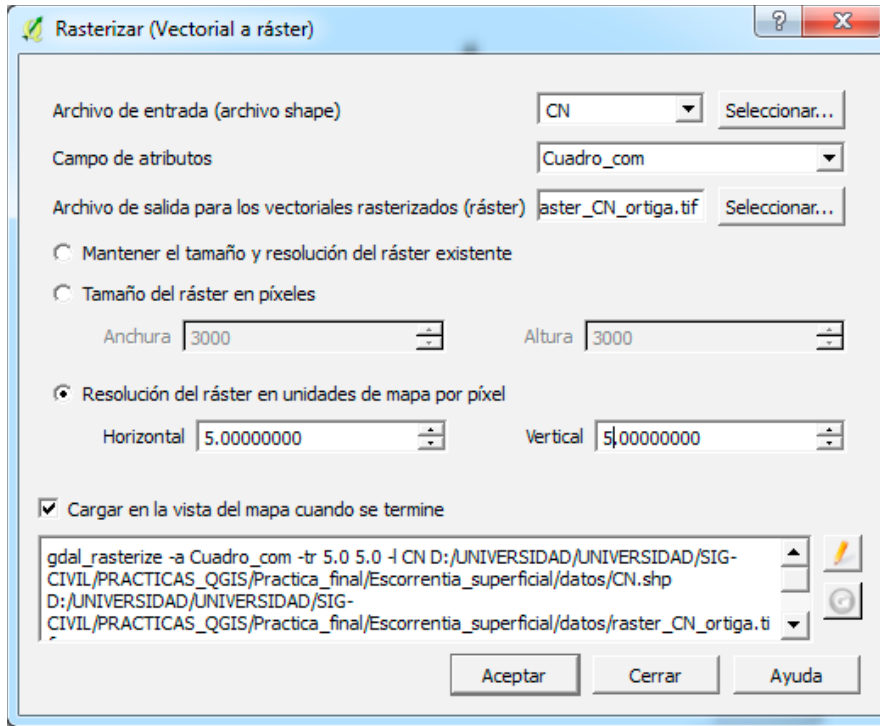 Rasterizar (Vectorial a ráster)
Archivo de entrada (archivo shape) CN Seleccionar...
Campo de atributos Cuadro_com
Archivo de salida para los vectoriales rasterizados (ráster) aster_CN_ortiga.tif Seleccionar...
Mantener el tamaño y resolución del ráster existente
Tamaño del ráster en píxeles
Anchura 3000 Altura 3000
Resolución del ráster en unidades de mapa por píxel
Horizontal 5.00000000 Vertical 5.00000000
Cargar en la vista del mapa cuando se termine
gdal_rasterize -a Cuadro_com -tr 5.0 5.0 -l CN D:/UNIVERSIDAD/UNIVERSIDAD/SIG-
CIVIL/PRACTICAS_QGIS/Practica_final/Escorrentia_superficial/datos/CN.shp
D:/UNIVERSIDAD/UNIVERSIDAD/SIG-
CIVIL/PRACTICAS_QGIS/Practica_final/Escorrentia_superficial/datos/raster_CN_ortiga.ti
Aceptar Cerrar Ayuda